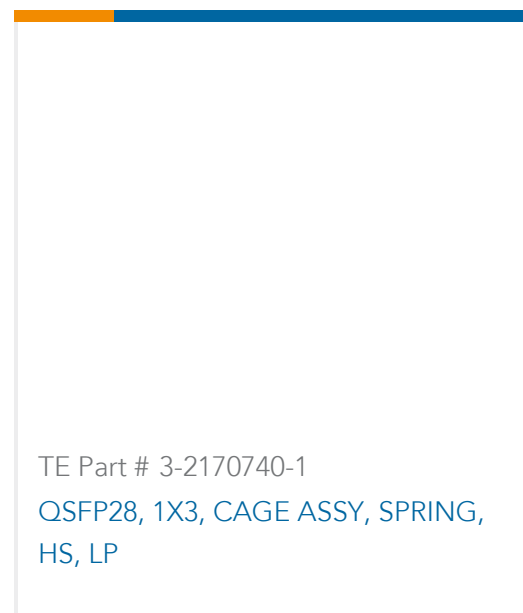 TE Part # 3-2170740-1
QSFP28, 1X3, CAGE ASSY, SPRING,
HS, LP